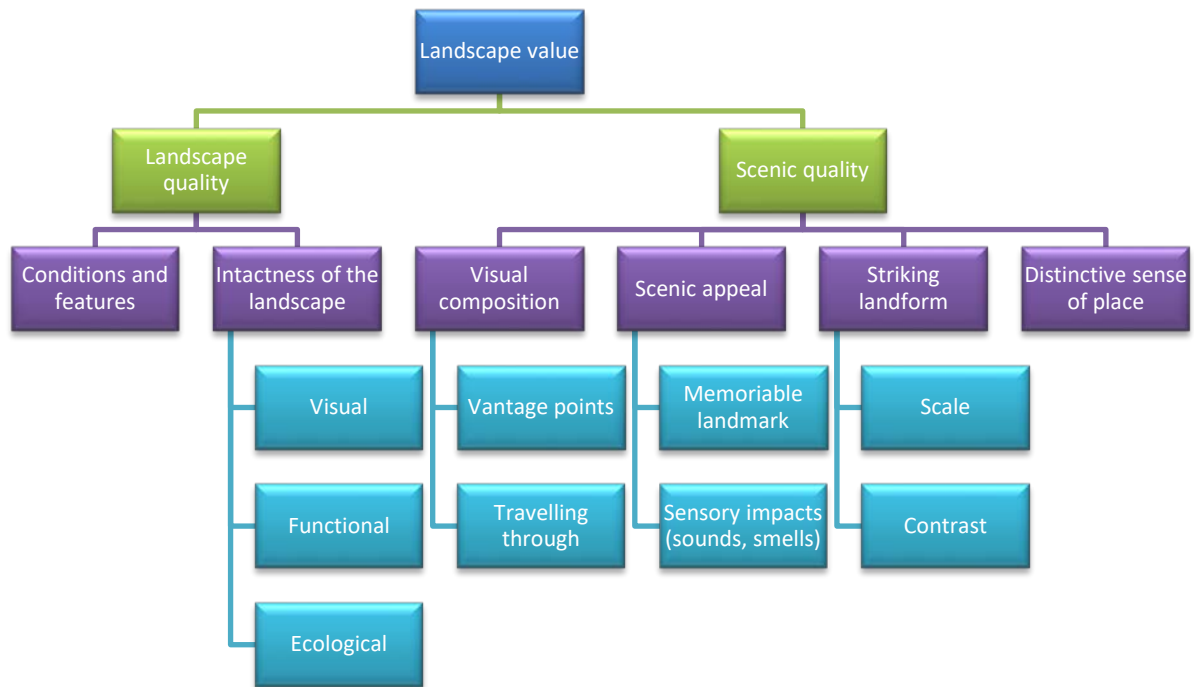 Landscape value
Landscape
quality
Scenic quality
Conditions and
features
Intactness of the
landscape
Visual
composition
Scenic appeal
Striking
landform
Distinctive sense
of place
Visual
Vantage points
Memoriable
landmark
Scale
Functional
Travelling
through
Sensory impacts
(sounds, smells)
Contrast
Ecological